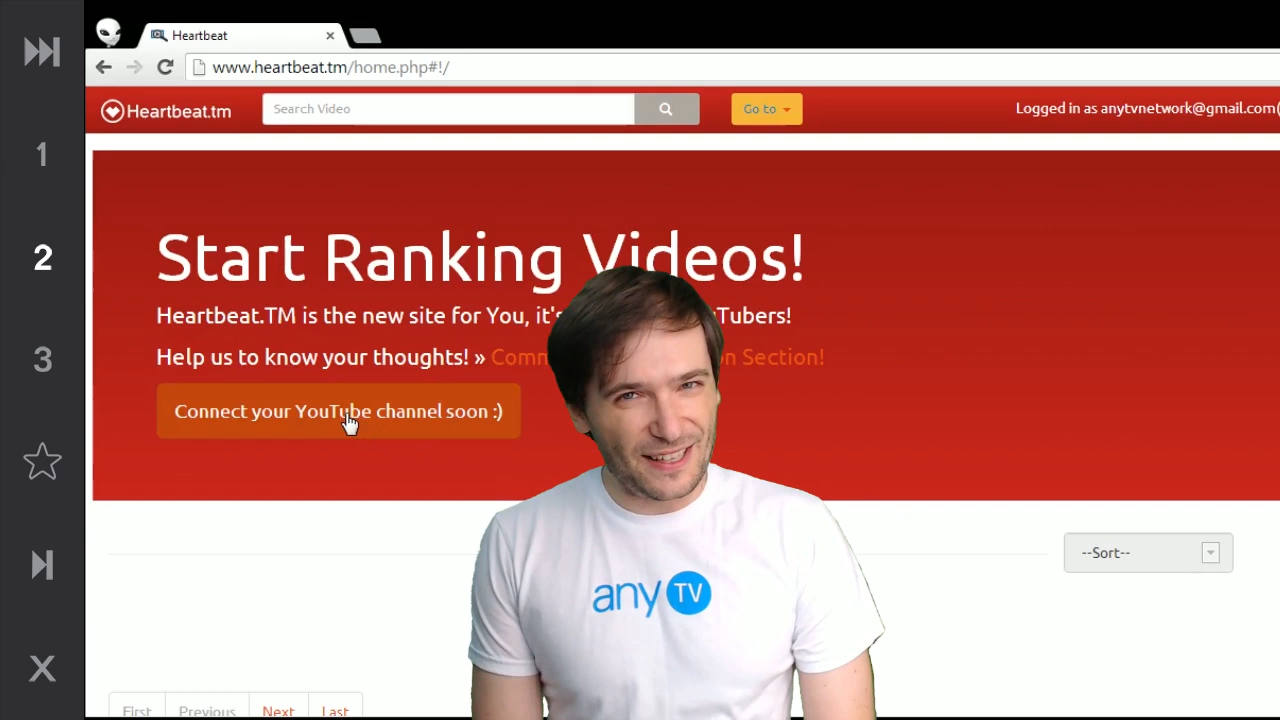 Heartbeat
www.heartbeat.tm/home.php#!/
Heartbeat.tm
Search Video
Go to
Logged in as anytvnetwork@gmail.com(
1
2
3
X
Start Ranking Videos!
Heartbeat.TM is the new site for You, it's Tubers!
Help us to know your thoughts! » Comm n Section!
Connect your YouTube channel soon :)
--Sort--
any TV
First Previous Next Last